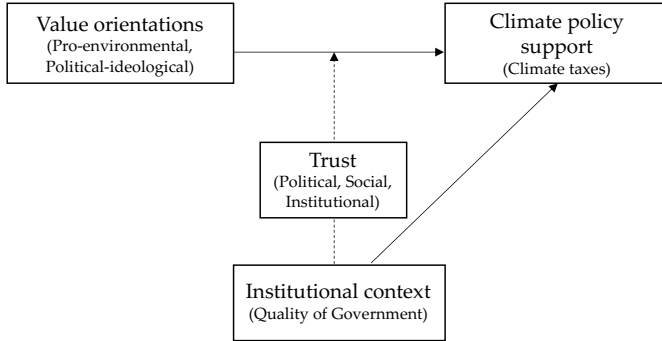 Value orientations
(Pro-environmental,
Political-ideological)
Climate policy
support
(Climate taxes)
Trust
(Political, Social,
Institutional)
Institutional context
(Quality of Government)